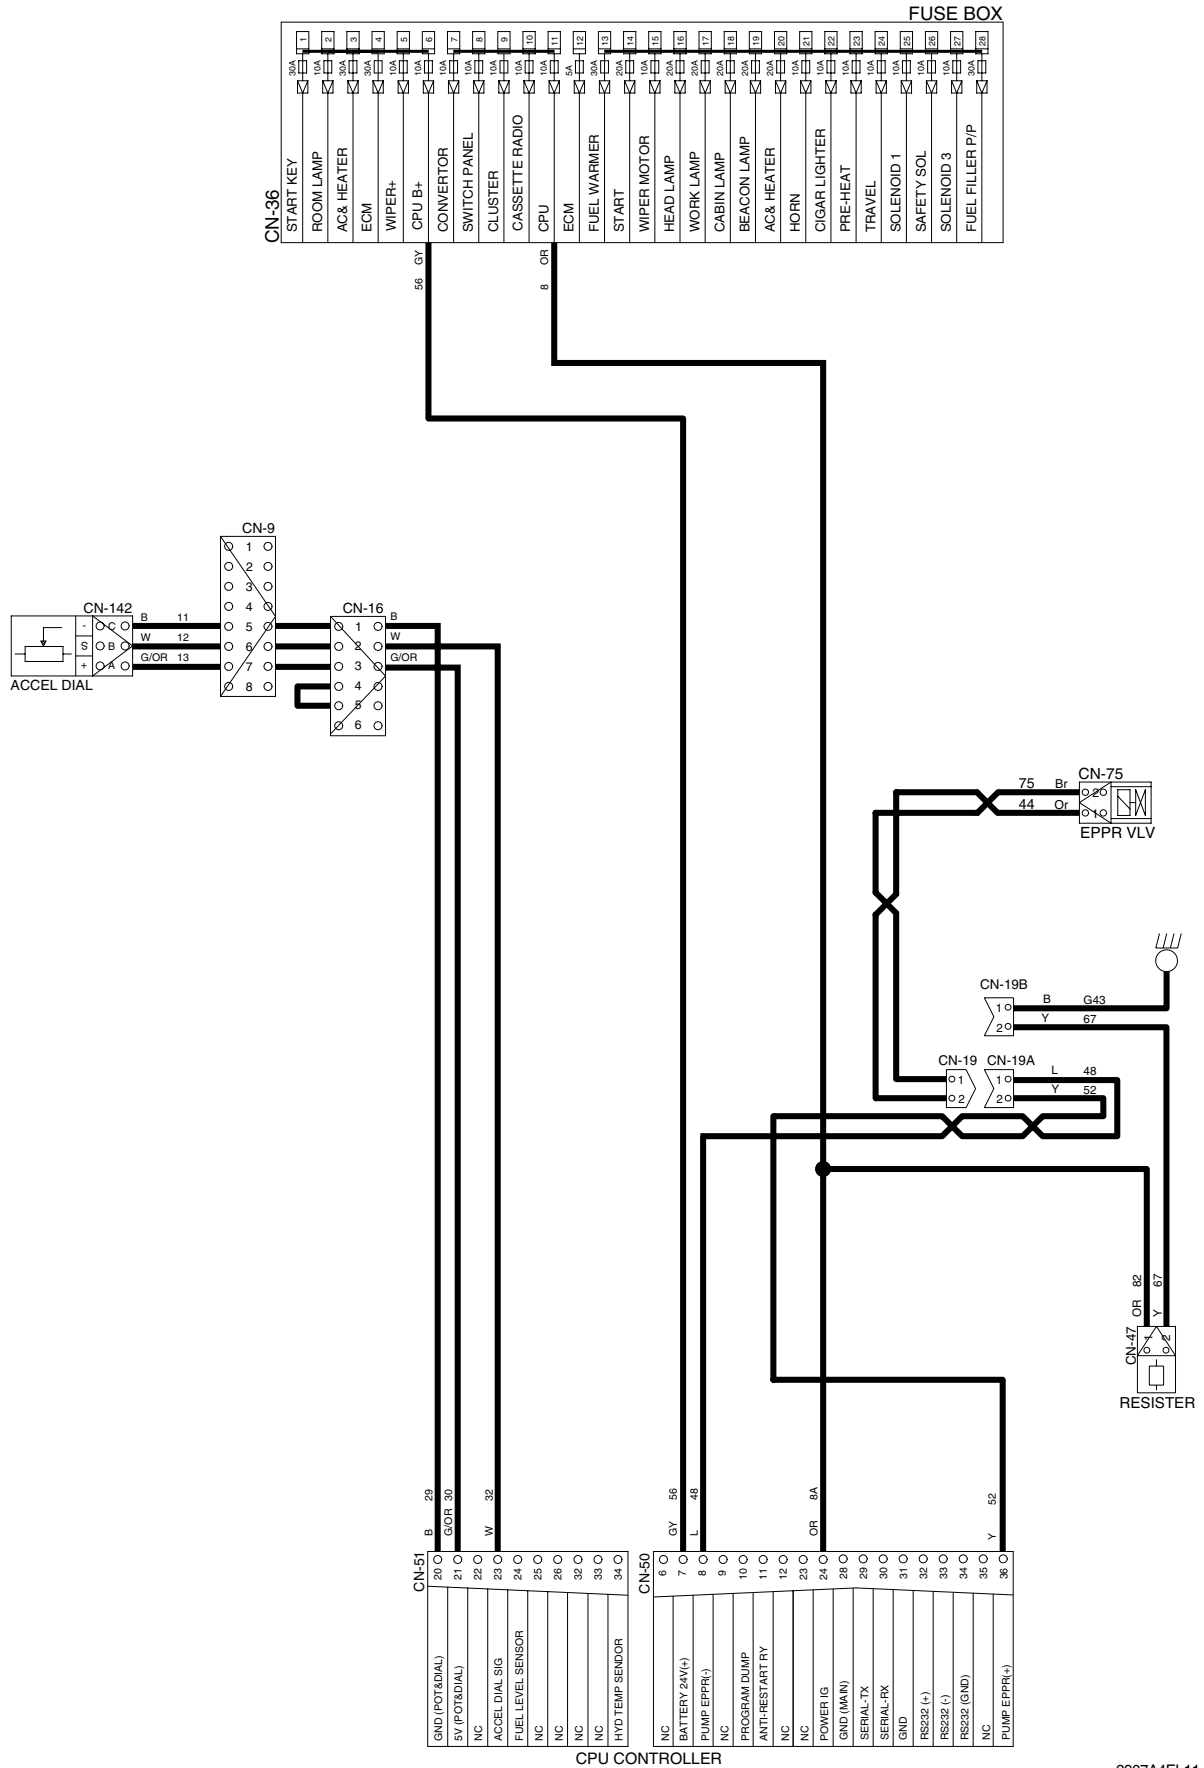 FUSE BOX
1 2 3 4 5 6 7 8 9 10 11 12 13 14 15 16 17 18 19 20 21 22 23 24 25 26 27 28
30A 10A 30A 30A 10A 10A 10A 10A 10A 10A 10A 5A 30A 20A 10A 20A 20A 20A 20A 20A 10A 10A 10A 10A 10A 10A 10A 30A
CN-36
START KEY
ROOM LAMP
AC& HEATER
ECM
WIPER+
CPU B+
CONVERTOR
SWITCH PANEL
CLUSTER
CASSETTE RADIO
CPU
ECM
FUEL WARMER
START
WIPER MOTOR
HEAD LAMP
WORK LAMP
CABIN LAMP
BEACON LAMP
AC& HEATER
HORN
CIGAR LIGHTER
PRE-HEAT
TRAVEL
SOLENOID 1
SAFETY SOL
SOLENOID 3
FUEL FILLER P/P
56 GY
8 OR
CN-9
1
2
3
4
5
6
7
8
CN-142
- C B 11
S B W 12
+ A G/OR 13
ACCEL DIAL
CN-16
1 B
2 W
3 G/OR
4
5
6
CN-75
75 Br 2
44 Or 1
EPPR VLV
CN-19B
1 B G43
2 Y 67
CN-19
1
2
CN-19A
1 L 48
2 Y 52
OR 82
Y 67
CN-47
1 2
RESISTER
B 29
G/OR 30
W 32
GY 56
L 48
OR 8A
Y 52
CN-51
20 GND (POT&DIAL)
21 5V (POT&DIAL)
22 NC
23 ACCEL DIAL SIG
24 FUEL LEVEL SENSOR
25 NC
26 NC
32 NC
33 NC
34 HYD TEMP SENDOR
CN-50
6 NC
7 BATTERY 24V(+)
8 PUMP EPPR(-)
9 NC
10 PROGRAM DUMP
11 ANTI-RESTART RY
12 NC
23 NC
24 POWER IG
28 GND (MAIN)
29 SERIAL-TX
30 SERIAL-RX
31 GND
32 RS232 (+)
33 RS232 (-)
34 RS232 (GND)
35 NC
36 PUMP EPPR(+)
CPU CONTROLLER